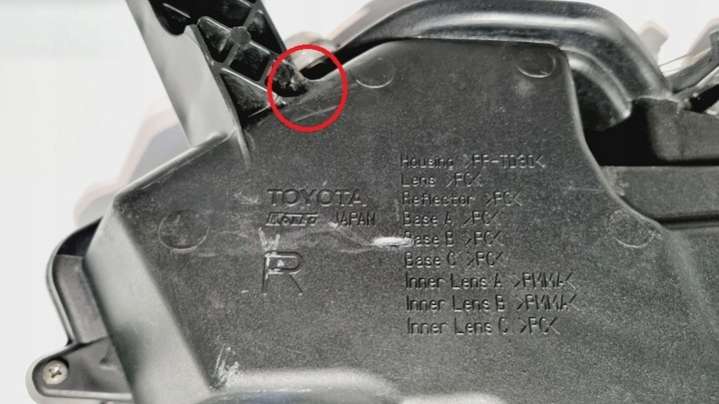 Housing >PP-TD30<
Lens >PC<
TOYOTA
Reflector >PC<
KOITO JAPAN
Base A >PC<
Base B >PC<
R
Base C >PC<
Inner Lens A >PMMA<
Inner Lens B >PMMA<
Inner Lens C >PC<